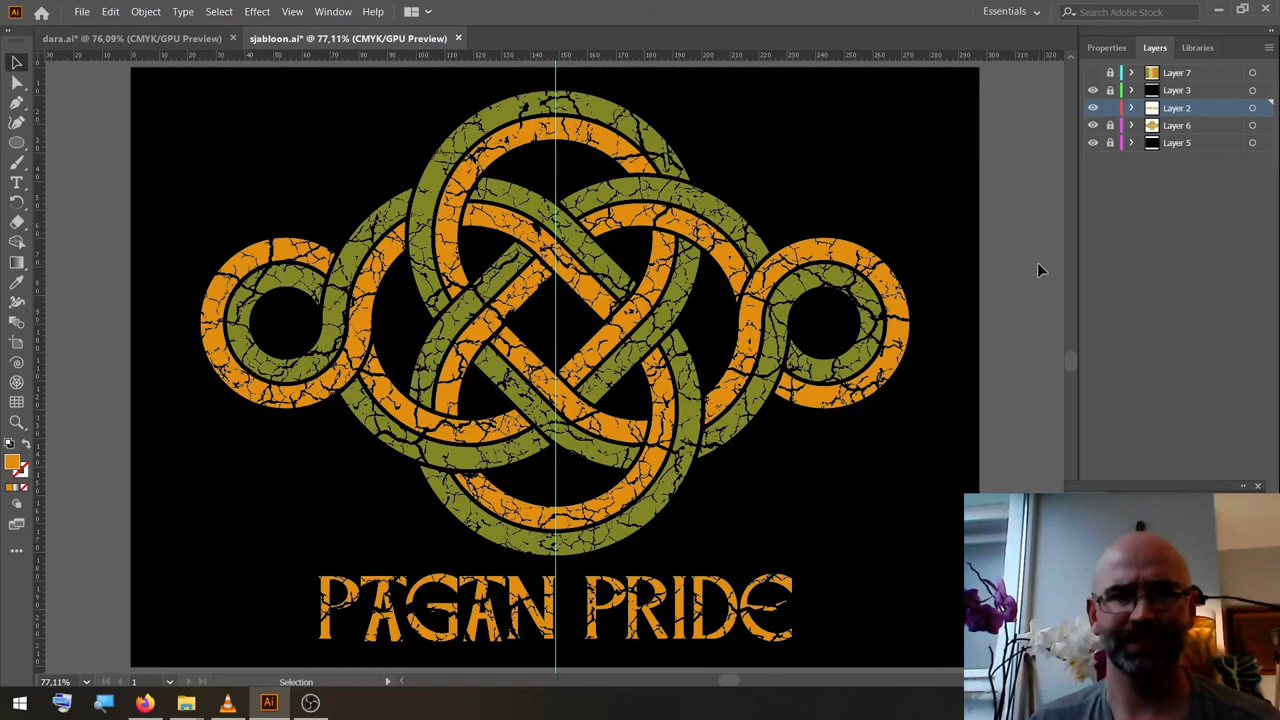 Ai File Edit Object Type Select Effect View Window Help Essentials Search Adobe Stock
dara.ai* @ 76,09% (CMYK/GPU Preview) sjabloon.ai* @ 77,11% (CMYK/GPU Preview)
Properties Layers Libraries
Layer 7
Layer 3
Layer 2
Layer 6
Layer 5
PAGAN PRIDE
77,11% 1 Selection
Ai